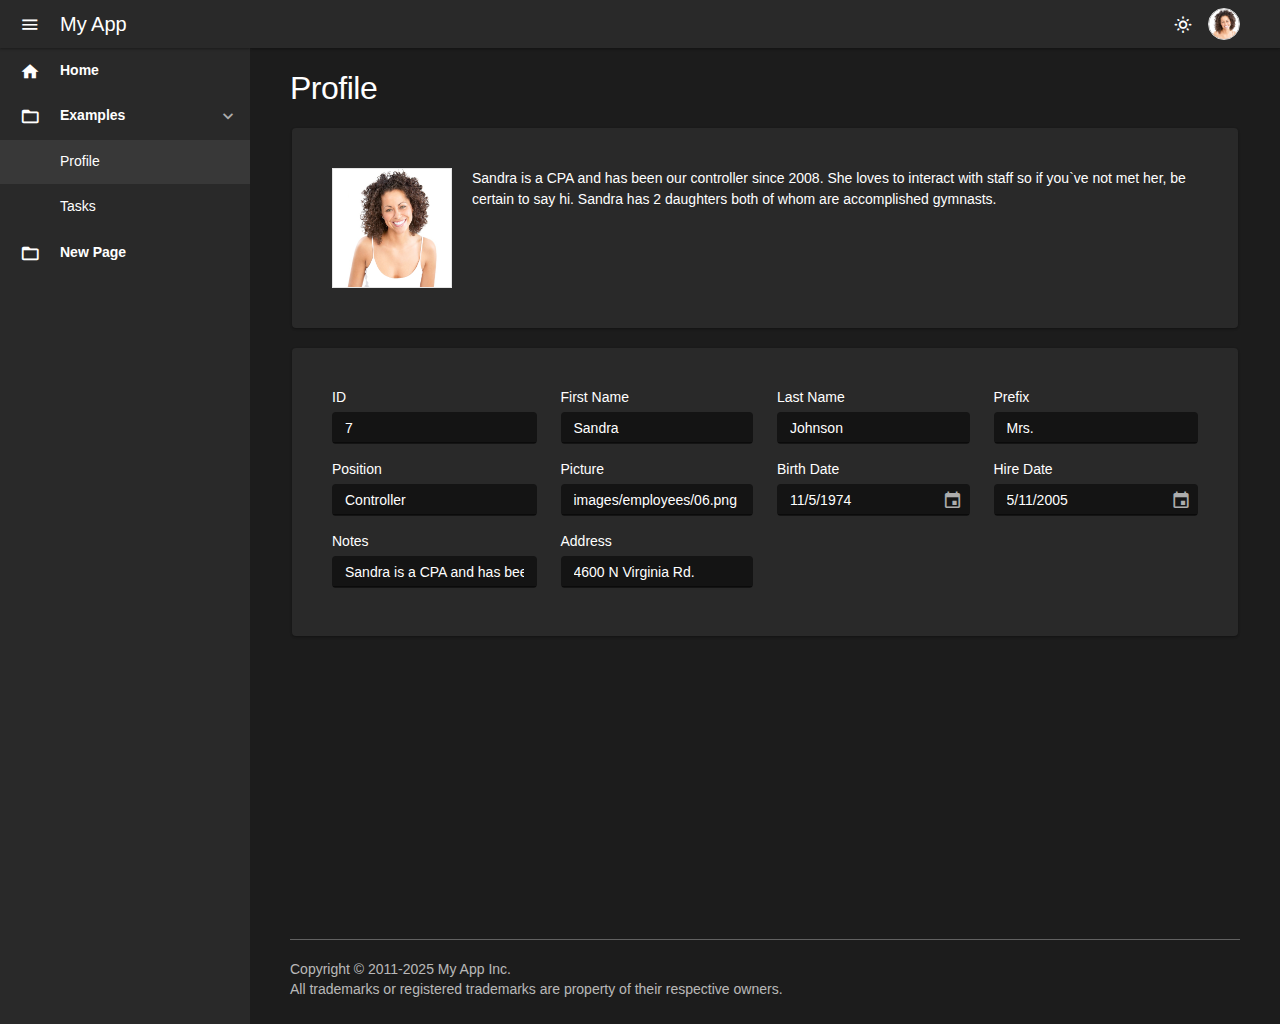 My App
Home
Examples
Profile
Tasks
New Page
Profile
Sandra is a CPA and has been our controller since 2008. She loves to interact with staff so if you`ve not met her, be
certain to say hi. Sandra has 2 daughters both of whom are accomplished gymnasts.
ID
First Name
Last Name
Prefix
7
Sandra
Johnson
Mrs.
Position
Picture
Birth Date
Hire Date
Controller
images/employees/06.png
11/5/1974
5/11/2005
Notes
Address
Sandra is a CPA and has bee
4600 N Virginia Rd.
Copyright © 2011-2025 My App Inc.
All trademarks or registered trademarks are property of their respective owners.